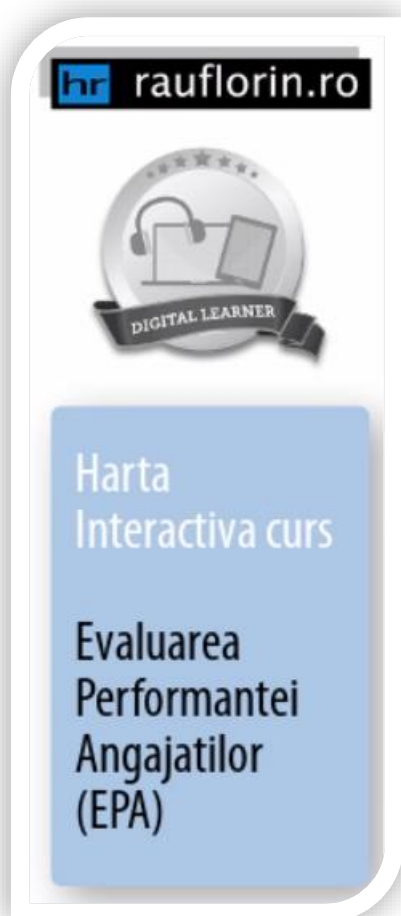 hr rauflorin.ro
DIGITAL LEARNER
Harta
Interactiva curs
Evaluarea
Performantei
Angajatilor
(EPA)